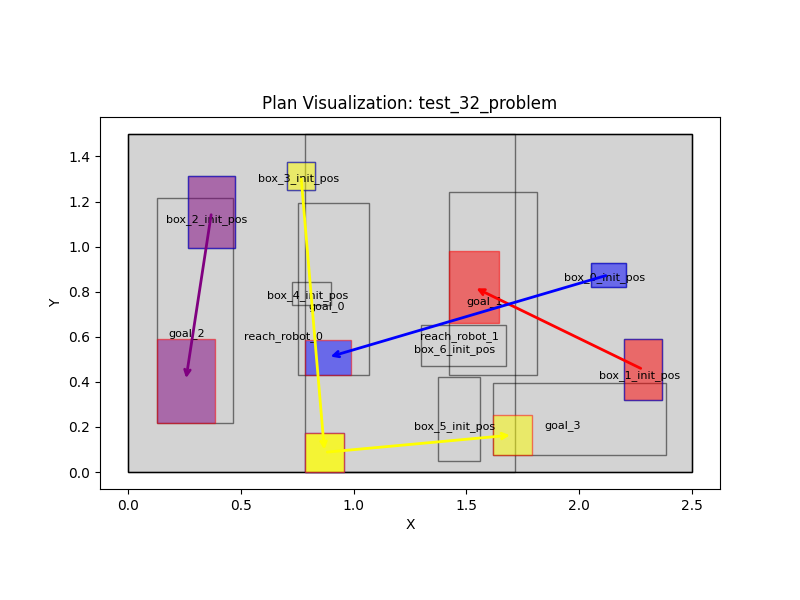 Plan Visualization: test_32_problem
box_3_init_pos
box_2_init_pos
box_0_init_pos
box_4_init_pos
goal_0
goal_1
goal_2
reach_robot_0
reach_robot_1
box_6_init_pos
box_1_init_pos
box_5_init_pos
goal_3
Y
1.4
1.2
1.0
0.8
0.6
0.4
0.2
0.0
0.0
0.5
1.0
1.5
2.0
2.5
X